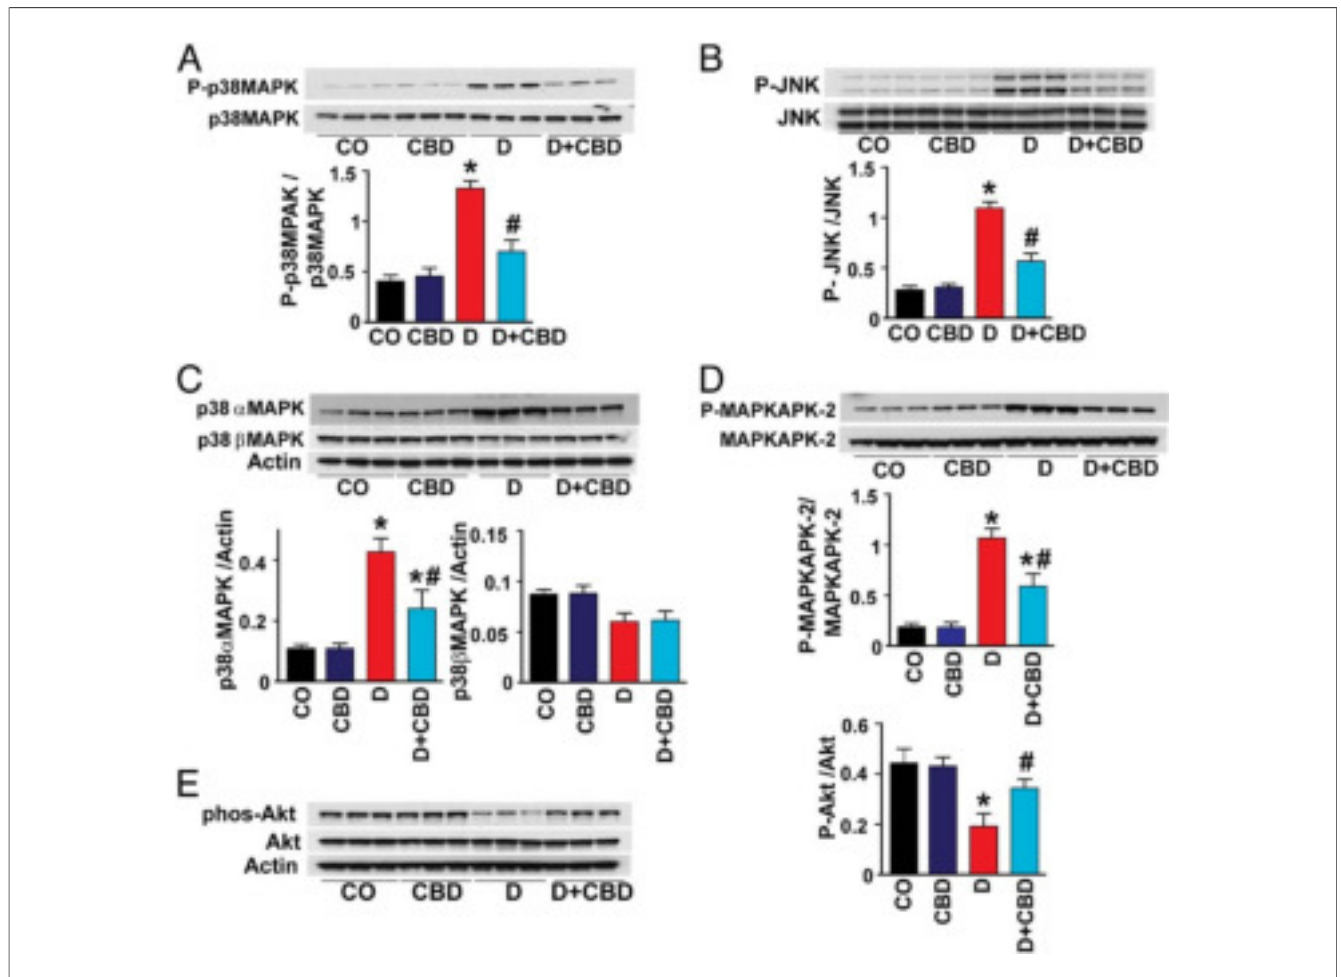 A
P-p38MAPK
p38MAPK
CO CBD D D+CBD
P-p38MPAK /
p38MAPK
1.5
*
1
#
0.5
0
CO CBD D D+CBD
B
P-JNK
JNK
CO CBD D D+CBD
P- JNK /JNK
1.5
*
1
#
0.5
0
CO CBD D D+CBD
C
p38 αMAPK
p38 βMAPK
Actin
CO CBD D D+CBD
p38αMAPK /Actin
*
0.4
*#
0.2
0
CO CBD D D+CBD
p38βMAPK /Actin
0.15
0.1
0.05
0
CO CBD D D+CBD
D
P-MAPKAPK-2
MAPKAPK-2
CO CBD D D+CBD
P-MAPKAPK-2/
MAPKAPK-2
1.5
*
1
*#
0.5
0
CO CBD D D+CBD
E
phos-Akt
Akt
Actin
CO CBD D D+CBD
P-Akt /Akt
0.6
#
0.4
*
0.2
0
CO CBD D D+CBD